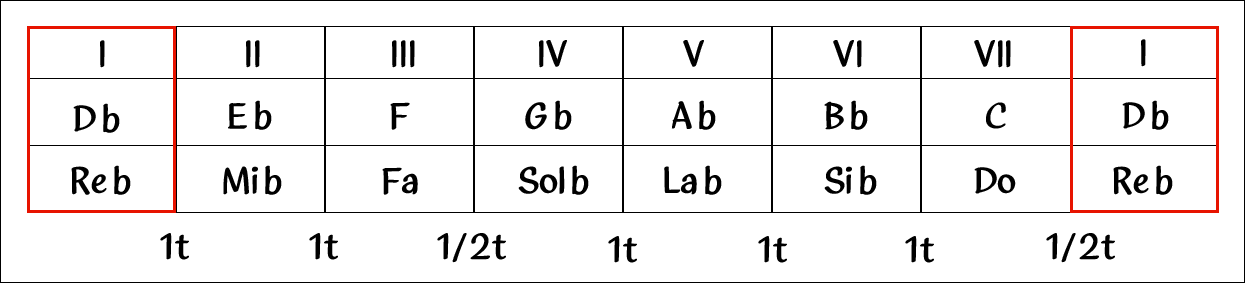 I II III IV V VI VII I
Db Eb F Gb Ab Bb C Db
Reb Mib Fa Solb Lab Sib Do Reb
1t 1t 1/2t 1t 1t 1t 1/2t